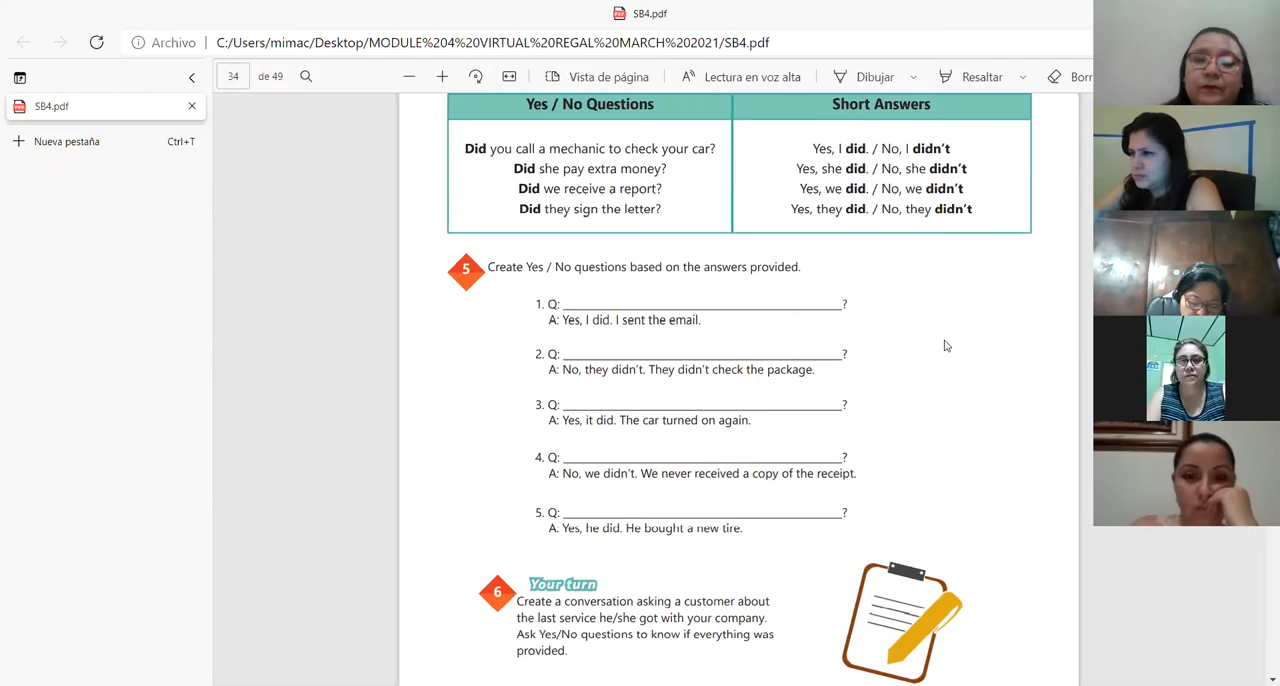 SB4.pdf
Archivo C:/Users/mimac/Desktop/MODULE%204%20VIRTUAL%20REGAL%20MARCH%202021/SB4.pdf
34 de 49 Vista de página Lectura en voz alta Dibujar Resaltar Borr
SB4.pdf
Nueva pestaña Ctrl+T
Yes / No Questions Short Answers
Did you call a mechanic to check your car? Yes, I did. / No, I didn't
Did she pay extra money? Yes, she did. / No, she didn't
Did we receive a report? Yes, we did. / No, we didn't
Did they sign the letter? Yes, they did. / No, they didn't
5 Create Yes / No questions based on the answers provided.
1. Q: ________________________________________?
A: Yes, I did. I sent the email.
2. Q: ________________________________________?
A: No, they didn't. They didn't check the package.
3. Q: ________________________________________?
A: Yes, it did. The car turned on again.
4. Q: ________________________________________?
A: No, we didn't. We never received a copy of the receipt.
5. Q: ________________________________________?
A: Yes, he did. He bought a new tire.
6 Your turn
Create a conversation asking a customer about
the last service he/she got with your company.
Ask Yes/No questions to know if everything was
provided.